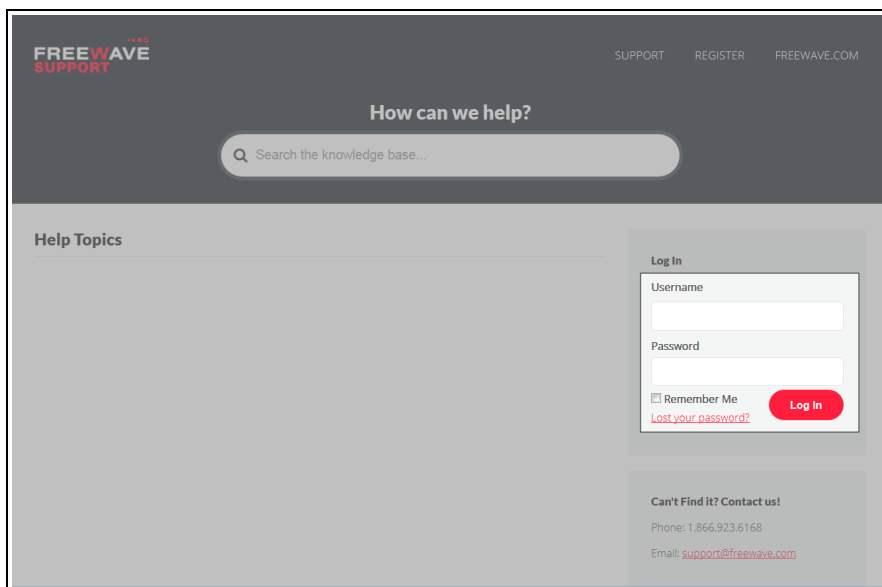 FREEWAVE
SUPPORT
SUPPORT REGISTER FREEWAVE.COM
How can we help?
Search the knowledge base...
Help Topics
Log In
Username
Password
Remember Me
Log In
Lost your password?
Can't Find it? Contact us!
Phone: 1.866.923.6168
Email: support@freewave.com